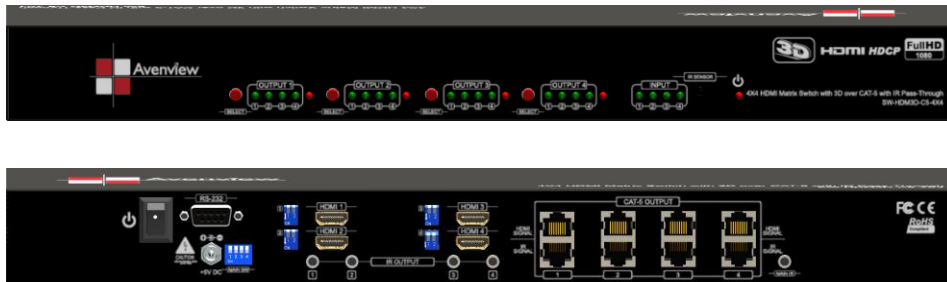 3D HDMI HDCP FullHD 1080
Avenview
OUTPUT 1 OUTPUT 2 OUTPUT 3 OUTPUT 4 INPUT IR SENSOR
1 2 3 4 1 2 3 4 1 2 3 4 1 2 3 4 1 2 3 4
SELECT SELECT SELECT SELECT
4X4 HDMI Matrix Switch with 3D over CAT-5 with IR Pass-Through
SW-HDM3D-C5-4X4
Avenview
RS-232
HDMI 1 HDMI 3
HDMI 2 HDMI 4
CAT-5 OUTPUT
HDMI SIGNAL HDMI SIGNAL
IR SIGNAL IR SIGNAL
FC CE
RoHS
CAUTION
+5V DC MAIN SW
IR OUTPUT
1 2 3 4
1 2 3 4
MAIN IR